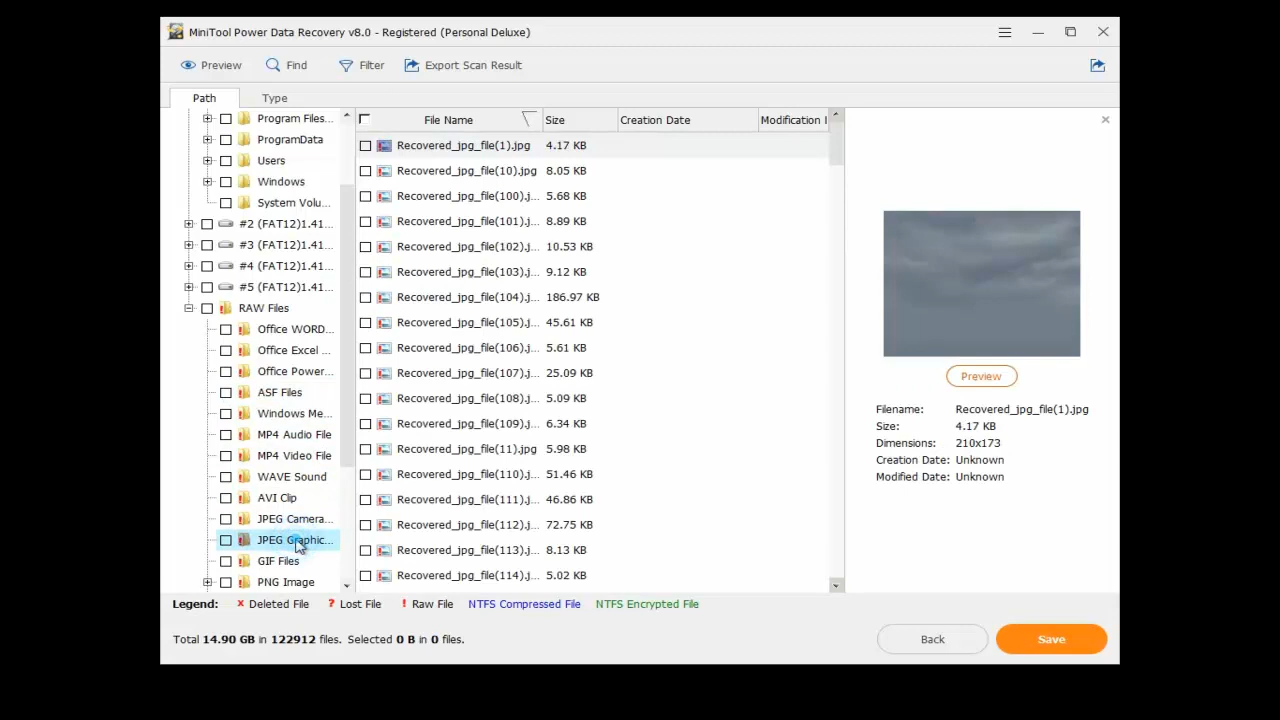 MiniTool Power Data Recovery v8.0 - Registered (Personal Deluxe)
Preview Find Filter Export Scan Result
Path Type
File Name Size Creation Date Modification I
Program Files...
ProgramData
Users
Windows
System Volu...
#2 (FAT12)1.41...
#3 (FAT12)1.41...
#4 (FAT12)1.41...
#5 (FAT12)1.41...
RAW Files
Office WORD...
Office Excel ...
Office Power...
ASF Files
Windows Me...
MP4 Audio File
MP4 Video File
WAVE Sound
AVI Clip
JPEG Camera...
JPEG Graphic...
GIF Files
PNG Image
Recovered_jpg_file(1).jpg 4.17 KB
Recovered_jpg_file(10).jpg 8.05 KB
Recovered_jpg_file(100).j... 5.68 KB
Recovered_jpg_file(101).j... 8.89 KB
Recovered_jpg_file(102).j... 10.53 KB
Recovered_jpg_file(103).j... 9.12 KB
Recovered_jpg_file(104).j... 186.97 KB
Recovered_jpg_file(105).j... 45.61 KB
Recovered_jpg_file(106).j... 5.61 KB
Recovered_jpg_file(107).j... 25.09 KB
Recovered_jpg_file(108).j... 5.09 KB
Recovered_jpg_file(109).j... 6.34 KB
Recovered_jpg_file(11).jpg 5.98 KB
Recovered_jpg_file(110).j... 51.46 KB
Recovered_jpg_file(111).j... 46.86 KB
Recovered_jpg_file(112).j... 72.75 KB
Recovered_jpg_file(113).j... 8.13 KB
Recovered_jpg_file(114).j... 5.02 KB
Preview
Filename: Recovered_jpg_file(1).jpg
Size: 4.17 KB
Dimensions: 210x173
Creation Date: Unknown
Modified Date: Unknown
Legend: x Deleted File ? Lost File ! Raw File NTFS Compressed File NTFS Encrypted File
Total 14.90 GB in 122912 files. Selected 0 B in 0 files.
Back Save